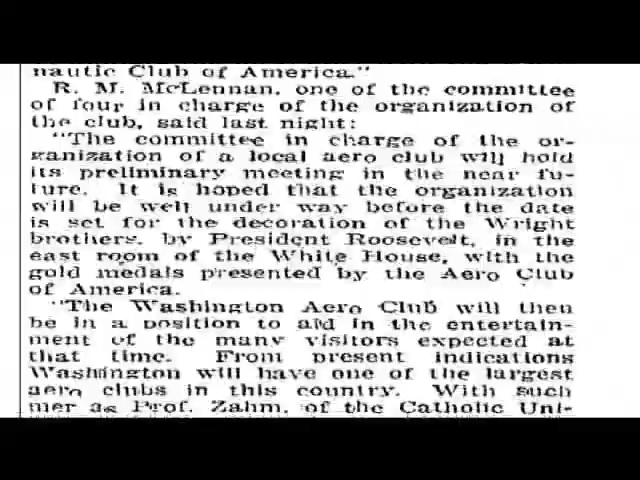 nautic Club of America."
R. M. McLennan, one of the committee
of four in charge of the organization of
the club, said last night:
"The committee in charge of the or-
ganization of a local aero club will hold
its preliminary meeting in the near fu-
ture. It is hoped that the organization
will be well under way before the date
is set for the decoration of the Wright
brothers, by President Roosevelt, in the
east room of the White House, with the
gold medals presented by the Aero Club
of America.
"The Washington Aero Club will then
be in a position to aid in the entertain-
ment of the many visitors expected at
that time. From present indications
Washington will have one of the largest
aero clubs in this country. With such
mer as Prof. Zahm, of the Catholic Uni-